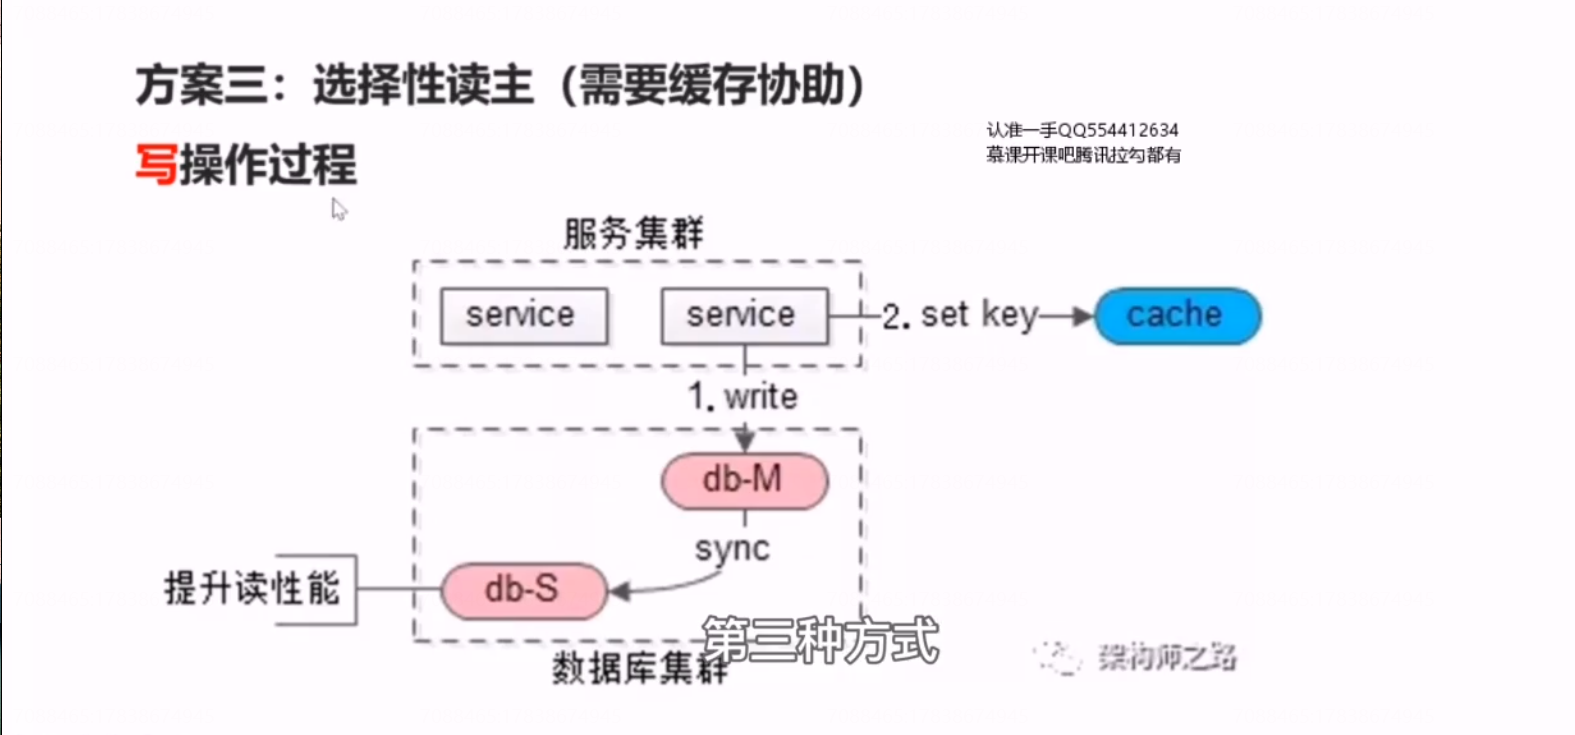 方案三：选择性读主（需要缓存协助）
认准一手QQ554412634
慕课开课吧腾讯拉勾都有
写操作过程
服务集群
service
service
2. set key
cache
1. write
db-M
sync
提升读性能
db-S
第三种方式
数据库集群
架构师之路